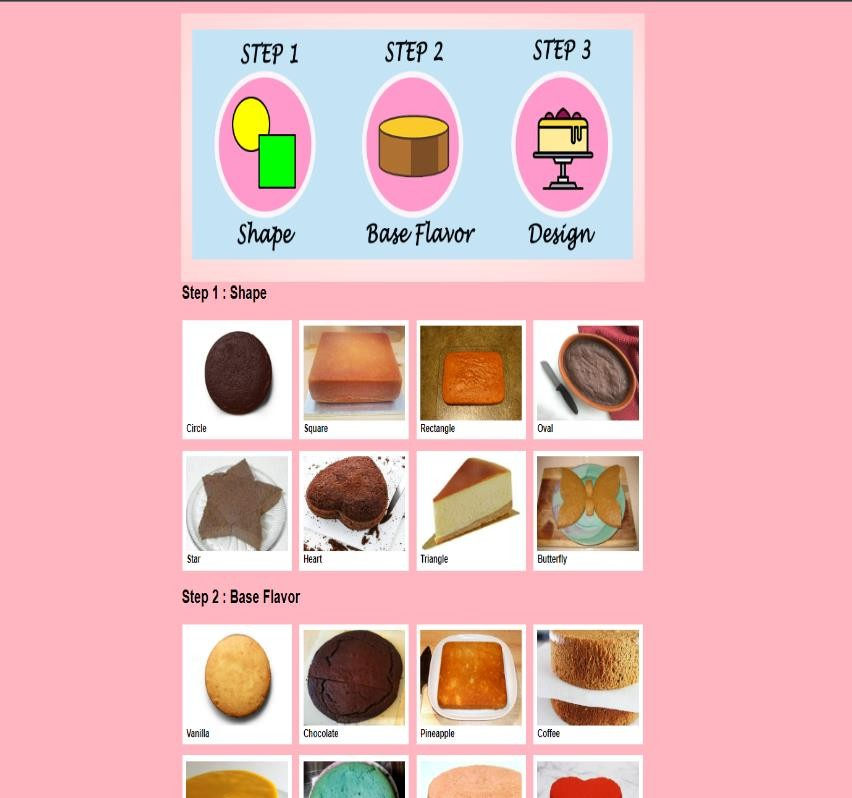 STEP 1 STEP 2 STEP 3
Shape Base Flavor Design
Step 1 : Shape
Circle Square Rectangle Oval
Star Heart Triangle Butterfly
Step 2 : Base Flavor
Vanilla Chocolate Pineapple Coffee